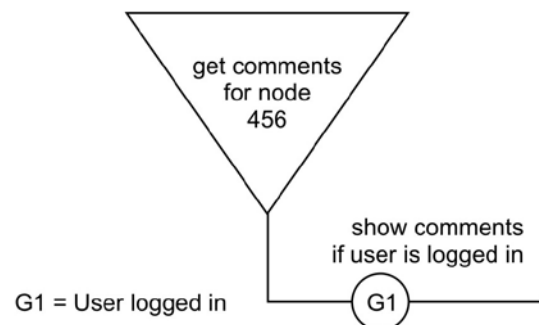 get comments
for node
456
show comments
if user is logged in
G1 = User logged in
G1